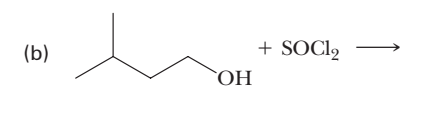 (b) + SOCl₂ ⟶
OH